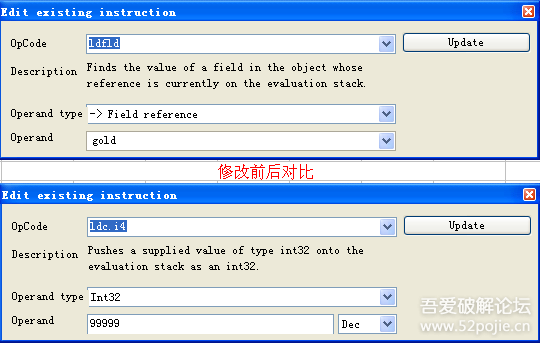 Edit existing instruction
OpCode
ldfld
Update
Description
Finds the value of a field in the object whose
reference is currently on the evaluation stack.
Operand type
-> Field reference
Operand
gold
修改前后对比
Edit existing instruction
OpCode
ldc.i4
Update
Description
Pushes a supplied value of type int32 onto the
evaluation stack as an int32.
Operand type
Int32
Operand
99999
Dec
吾爱破解论坛
www.52pojie.cn